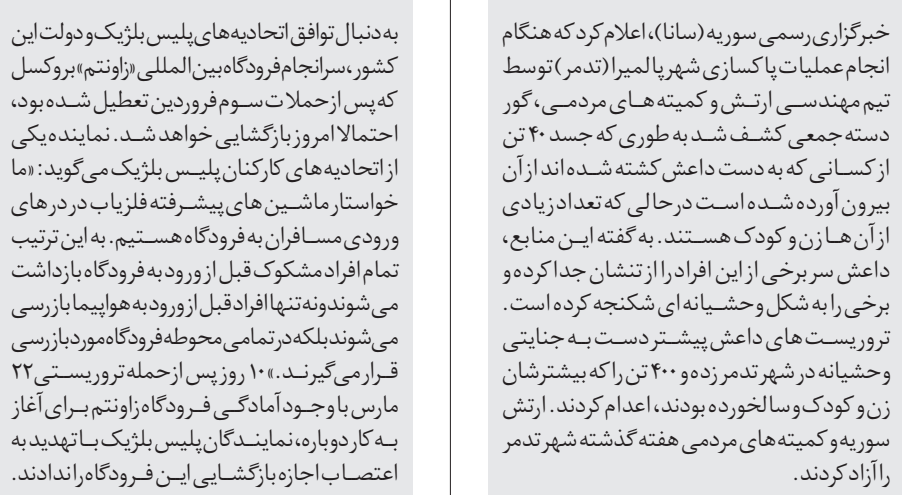 خبرگزاری رسمی سوریه (سانا)، اعلام کرد که هنگام
انجام عملیات پاکسازی شهر پالمیرا (تدمر) توسط
تیم مهندسی ارتش و کمیته های مردمی، گور
دسته جمعی کشف شد به طوری که جسد ۴۰ تن
از کسانی که به دست داعش کشته شده اند از آن
بیرون آورده شده است در حالی که تعداد زیادی
از آن ها زن و کودک هستند. به گفته این منابع،
داعش سر برخی از این افراد را از تنشان جدا کرده و
برخی را به شکل وحشیانه ای شکنجه کرده است.
تروریست های داعش پیشتر دست به جنایتی
وحشیانه در شهر تدمر زده و ۴۰۰ تن را که بیشترشان
زن و کودک و سالخورده بودند، اعدام کردند. ارتش
سوریه و کمیته های مردمی هفته گذشته شهر تدمر
را آزاد کردند.
به دنبال توافق اتحادیه های پلیس بلژیک و دولت این
کشور، سرانجام فرودگاه بین المللی «زاونتم» بروکسل
که پس از حملات سوم فروردین تعطیل شده بود،
احتمالا امروز بازگشایی خواهد شد. نماینده یکی
از اتحادیه های کارکنان پلیس بلژیک می گوید: «ما
خواستار ماشین های پیشرفته فلزیاب در درهای
ورودی مسافران به فرودگاه هستیم. به این ترتیب
تمام افراد مشکوک قبل از ورود به فرودگاه بازداشت
می شوند و نه تنها افراد قبل از ورود به هواپیما بازرسی
می شوند بلکه در تمامی محوطه فرودگاه مورد بازرسی
قرار می گیرند.» ۱۰ روز پس از حمله تروریستی ۲۲
مارس با وجود آمادگی فرودگاه زاونتم برای آغاز
به کار دوباره، نمایندگان پلیس بلژیک با تهدید به
اعتصاب اجازه بازگشایی این فرودگاه را ندادند.